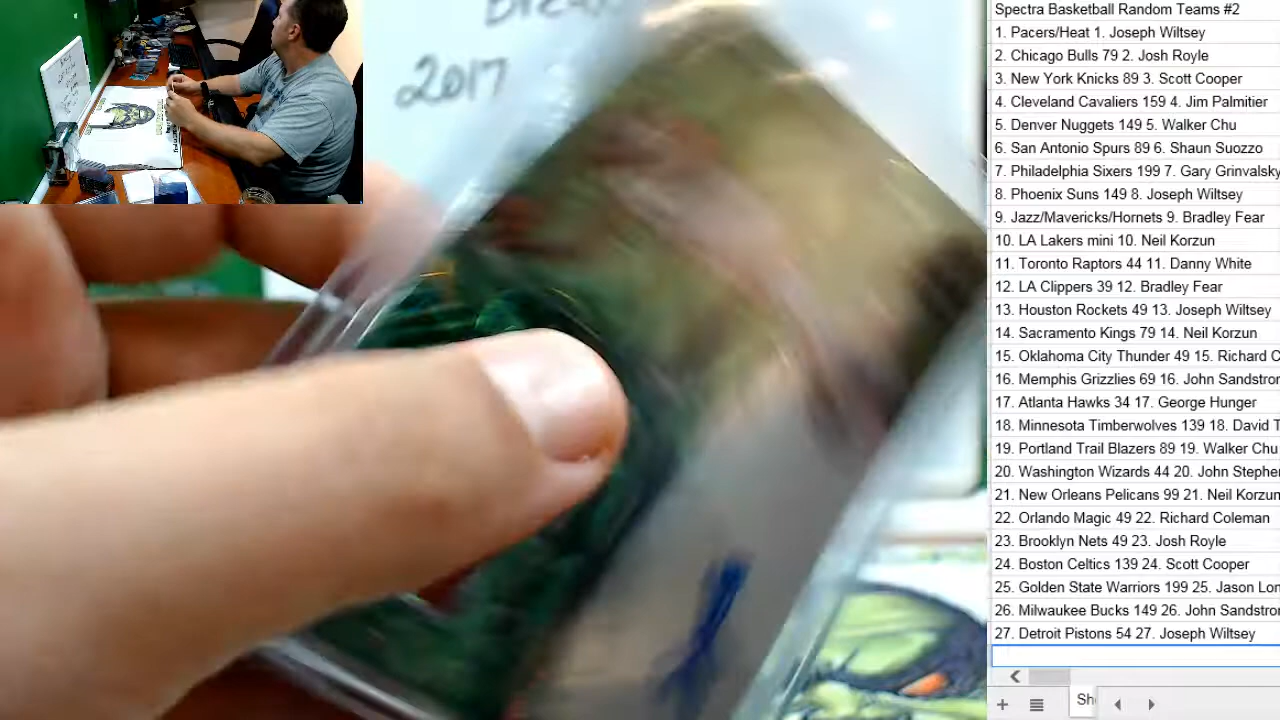 2017
Spectra Basketball Random Teams #2
1. Pacers/Heat 1. Joseph Wiltsey
2. Chicago Bulls 79 2. Josh Royle
3. New York Knicks 89 3. Scott Cooper
4. Cleveland Cavaliers 159 4. Jim Palmitier
5. Denver Nuggets 149 5. Walker Chu
6. San Antonio Spurs 89 6. Shaun Suozzo
7. Philadelphia Sixers 199 7. Gary Grinvalsky
8. Phoenix Suns 149 8. Joseph Wiltsey
9. Jazz/Mavericks/Hornets 9. Bradley Fear
10. LA Lakers mini 10. Neil Korzun
11. Toronto Raptors 44 11. Danny White
12. LA Clippers 39 12. Bradley Fear
13. Houston Rockets 49 13. Joseph Wiltsey
14. Sacramento Kings 79 14. Neil Korzun
15. Oklahoma City Thunder 49 15. Richard C
16. Memphis Grizzlies 69 16. John Sandstro
17. Atlanta Hawks 34 17. George Hunger
18. Minnesota Timberwolves 139 18. David T
19. Portland Trail Blazers 89 19. Walker Chu
20. Washington Wizards 44 20. John Stephe
21. New Orleans Pelicans 99 21. Neil Korzun
22. Orlando Magic 49 22. Richard Coleman
23. Brooklyn Nets 49 23. Josh Royle
24. Boston Celtics 139 24. Scott Cooper
25. Golden State Warriors 199 25. Jason Lon
26. Milwaukee Bucks 149 26. John Sandstro
27. Detroit Pistons 54 27. Joseph Wiltsey
Sh